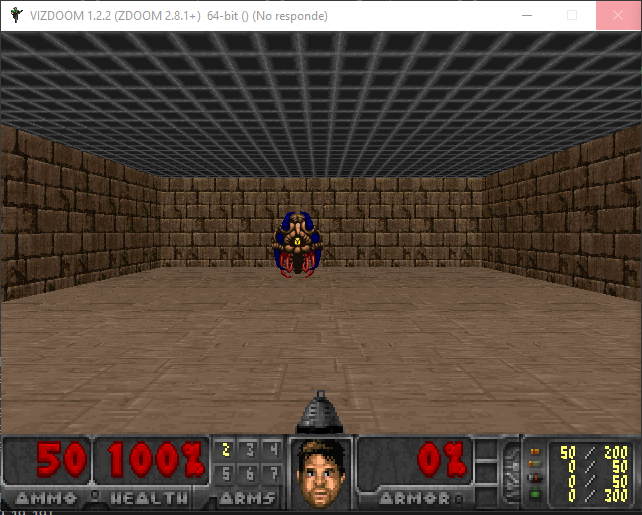 VIZDOOM 1.2.2 (ZDOOM 2.8.1+) 64-bit () (No responde)
50 100% 2 3 4 0% 50 / 200
0 / 50
5 6 7 0 / 50
AMMO HEALTH ARMS ARMOR 0 / 300